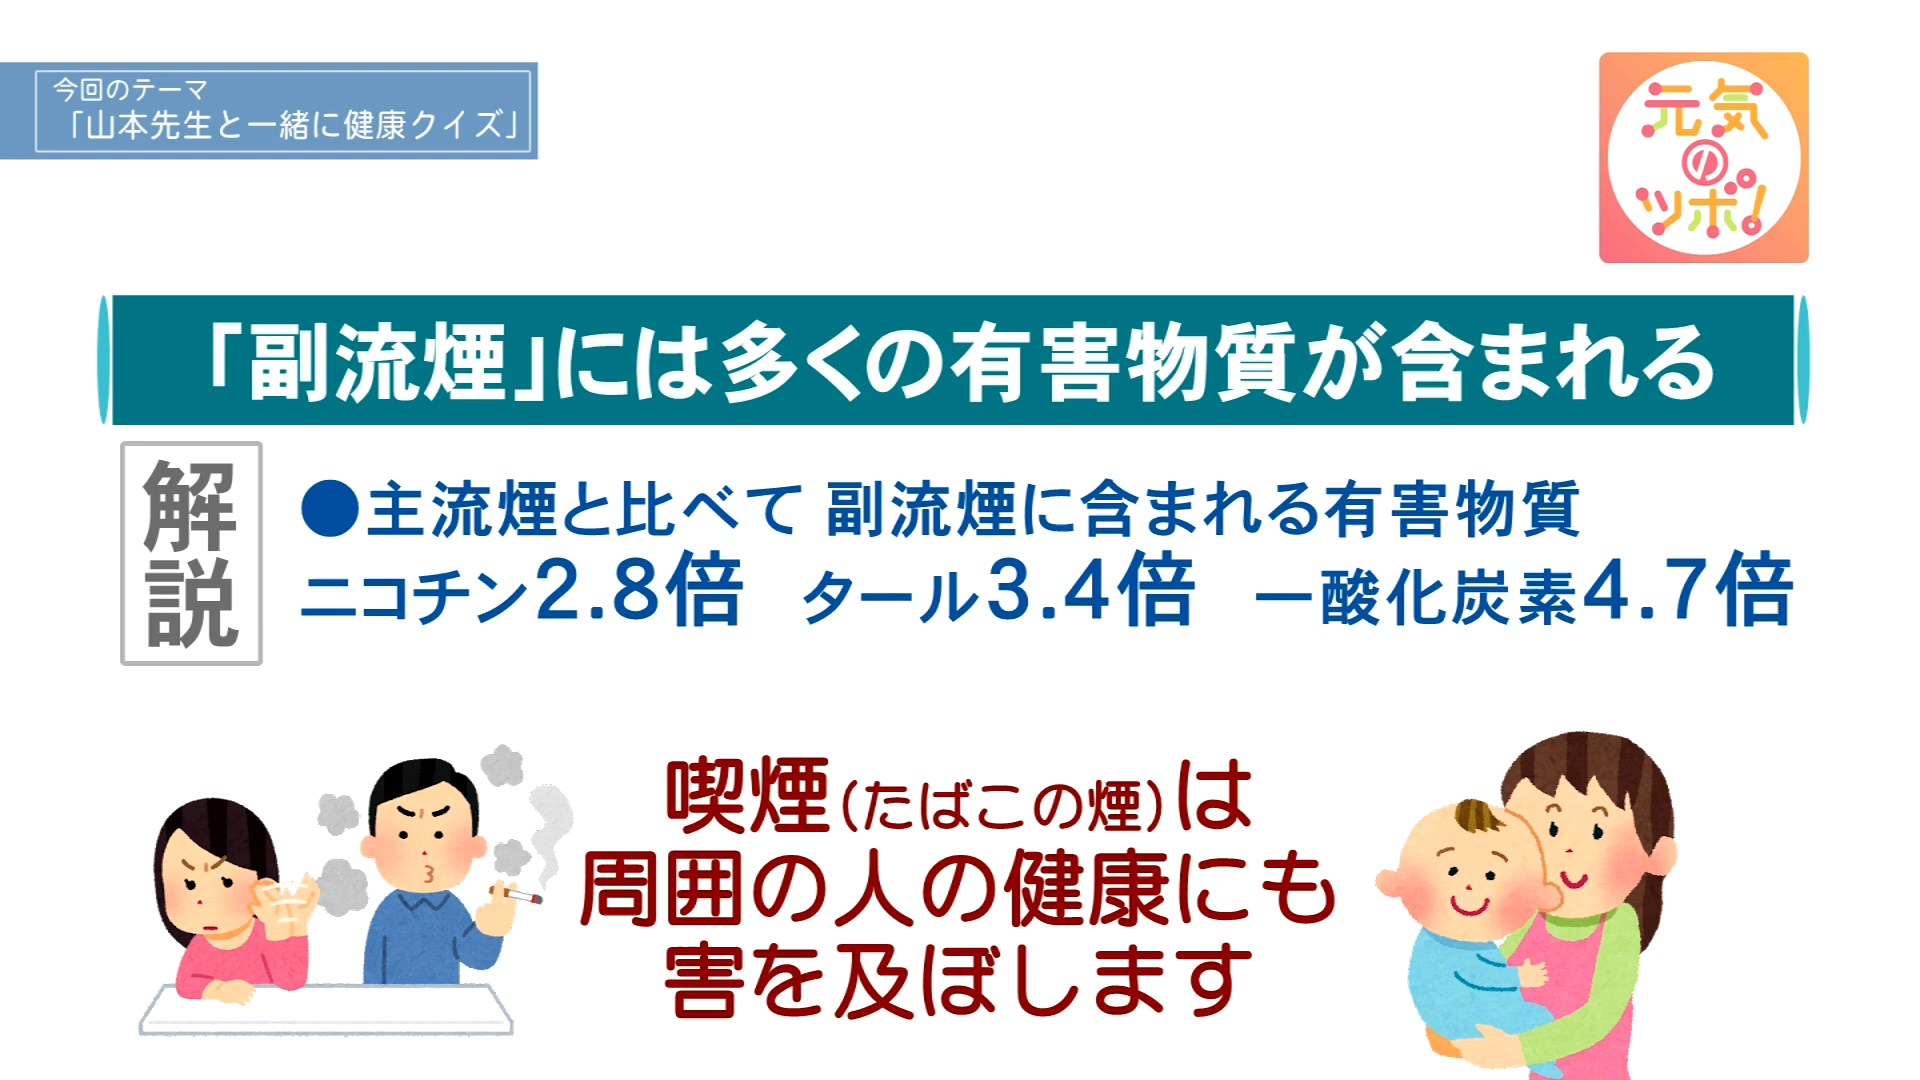 今回のテーマ
「山本先生と一緒に健康クイズ」
元気
の
ツボ!
「副流煙」には多くの有害物質が含まれる
解説
●主流煙と比べて 副流煙に含まれる有害物質
ニコチン2.8倍 タール3.4倍 一酸化炭素4.7倍
喫煙(たばこの煙)は
周囲の人の健康にも
害を及ぼします